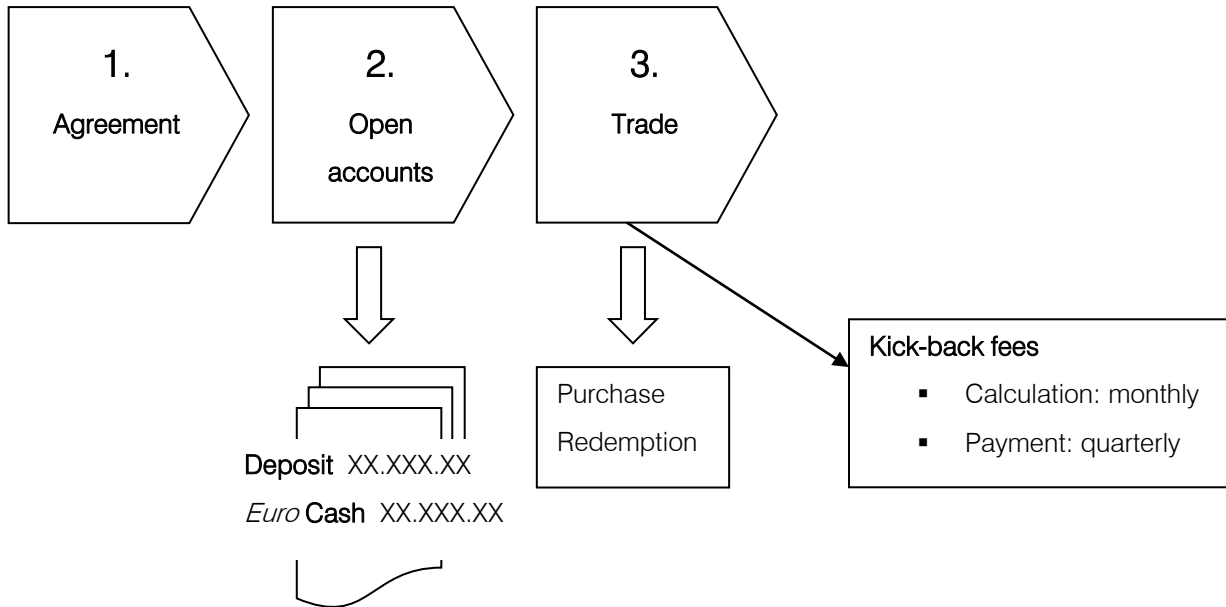 1.
Agreement
2.
Open
accounts
3.
Trade
Deposit XX.XXX.XX
Euro Cash XX.XXX.XX
Purchase
Redemption
Kick-back fees
▪ Calculation: monthly
▪ Payment: quarterly